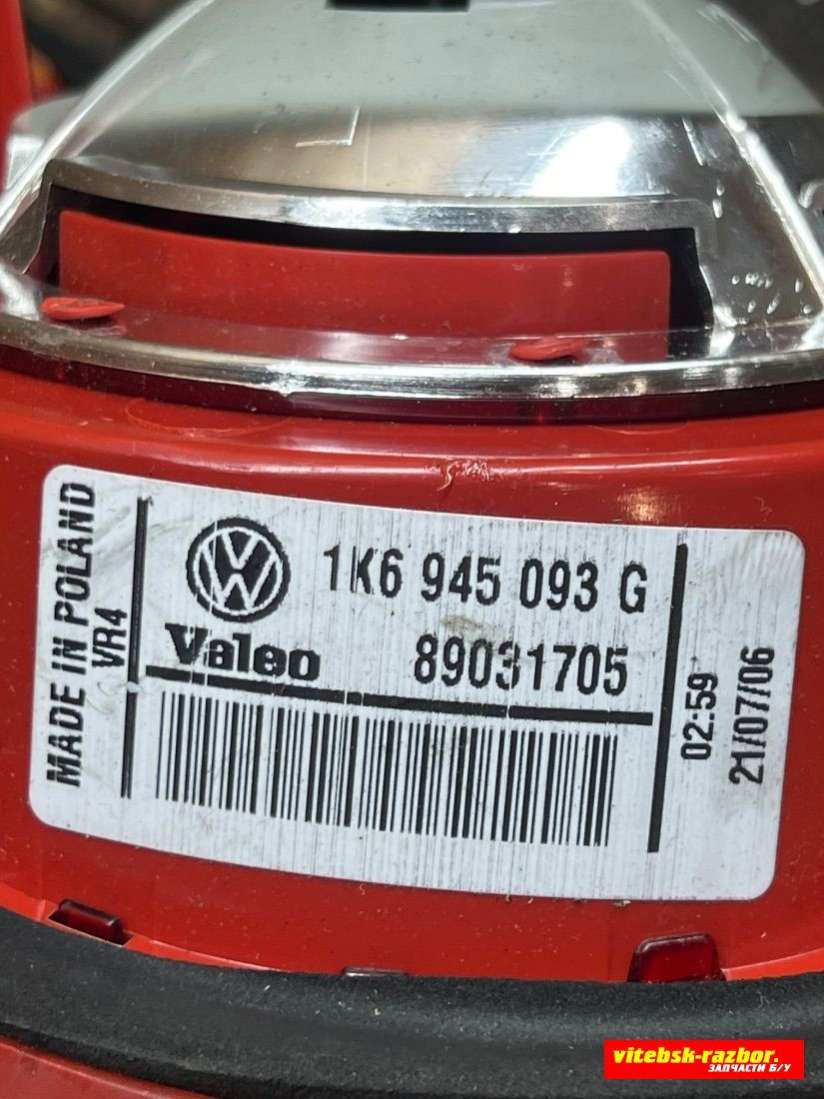 MADE IN POLAND
VR4
1K6 945 093 G
Valeo
89031705
02:59
21/07/06
vitebsk-razbor.
ЗАПЧАСТИ Б/У